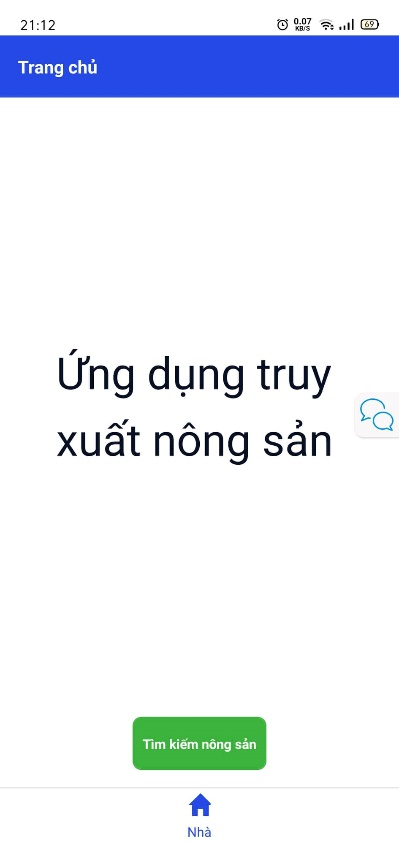 21:12
0.07
KB/S
69
Trang chủ
Ứng dụng truy
xuất nông sản
Tìm kiếm nông sản
Nhà